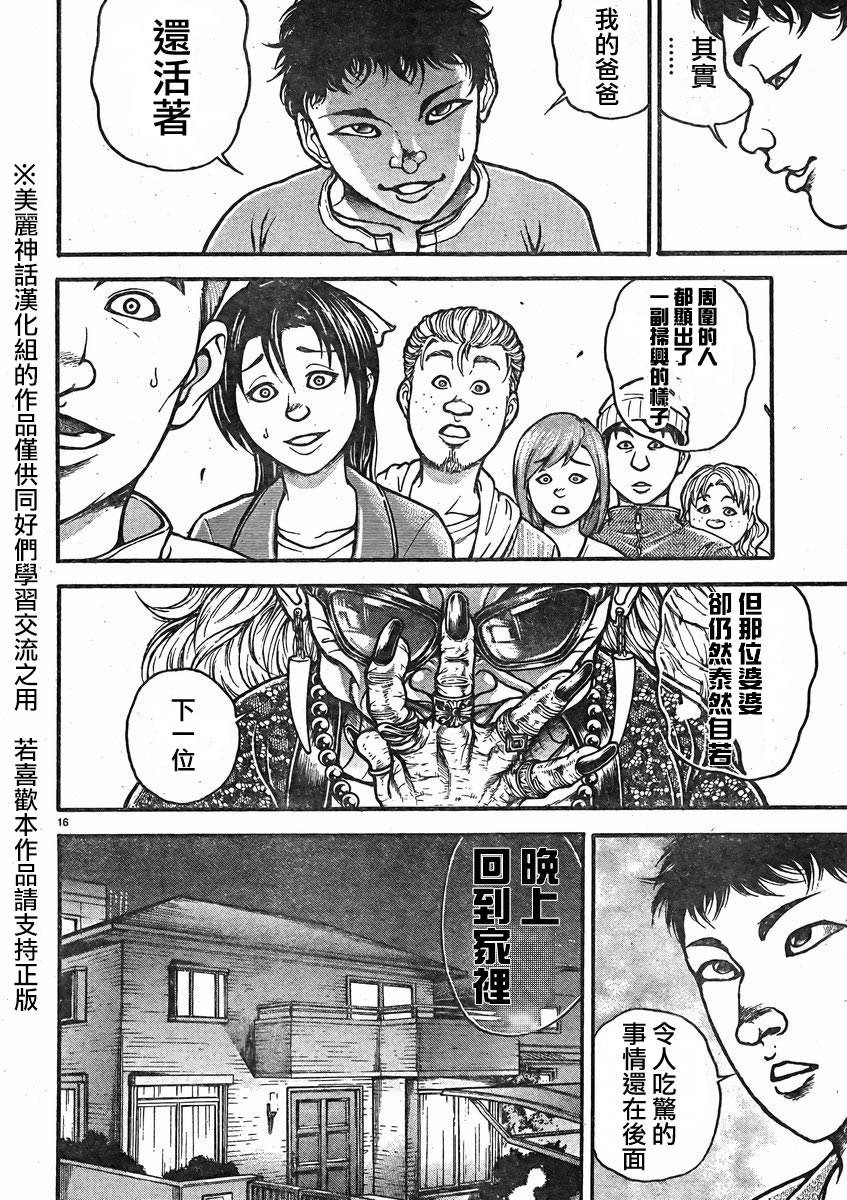 其實
……
我的爸爸
還活著
周圍的人
都顯出了
一副掃興的樣子
但那位婆婆
卻仍然泰然自若
下一位
16
令人吃驚的
事情還在後面
晚上
回到家裡
※美麗神話漢化組的作品僅供同好們學習交流之用　若喜歡本作品請支持正版